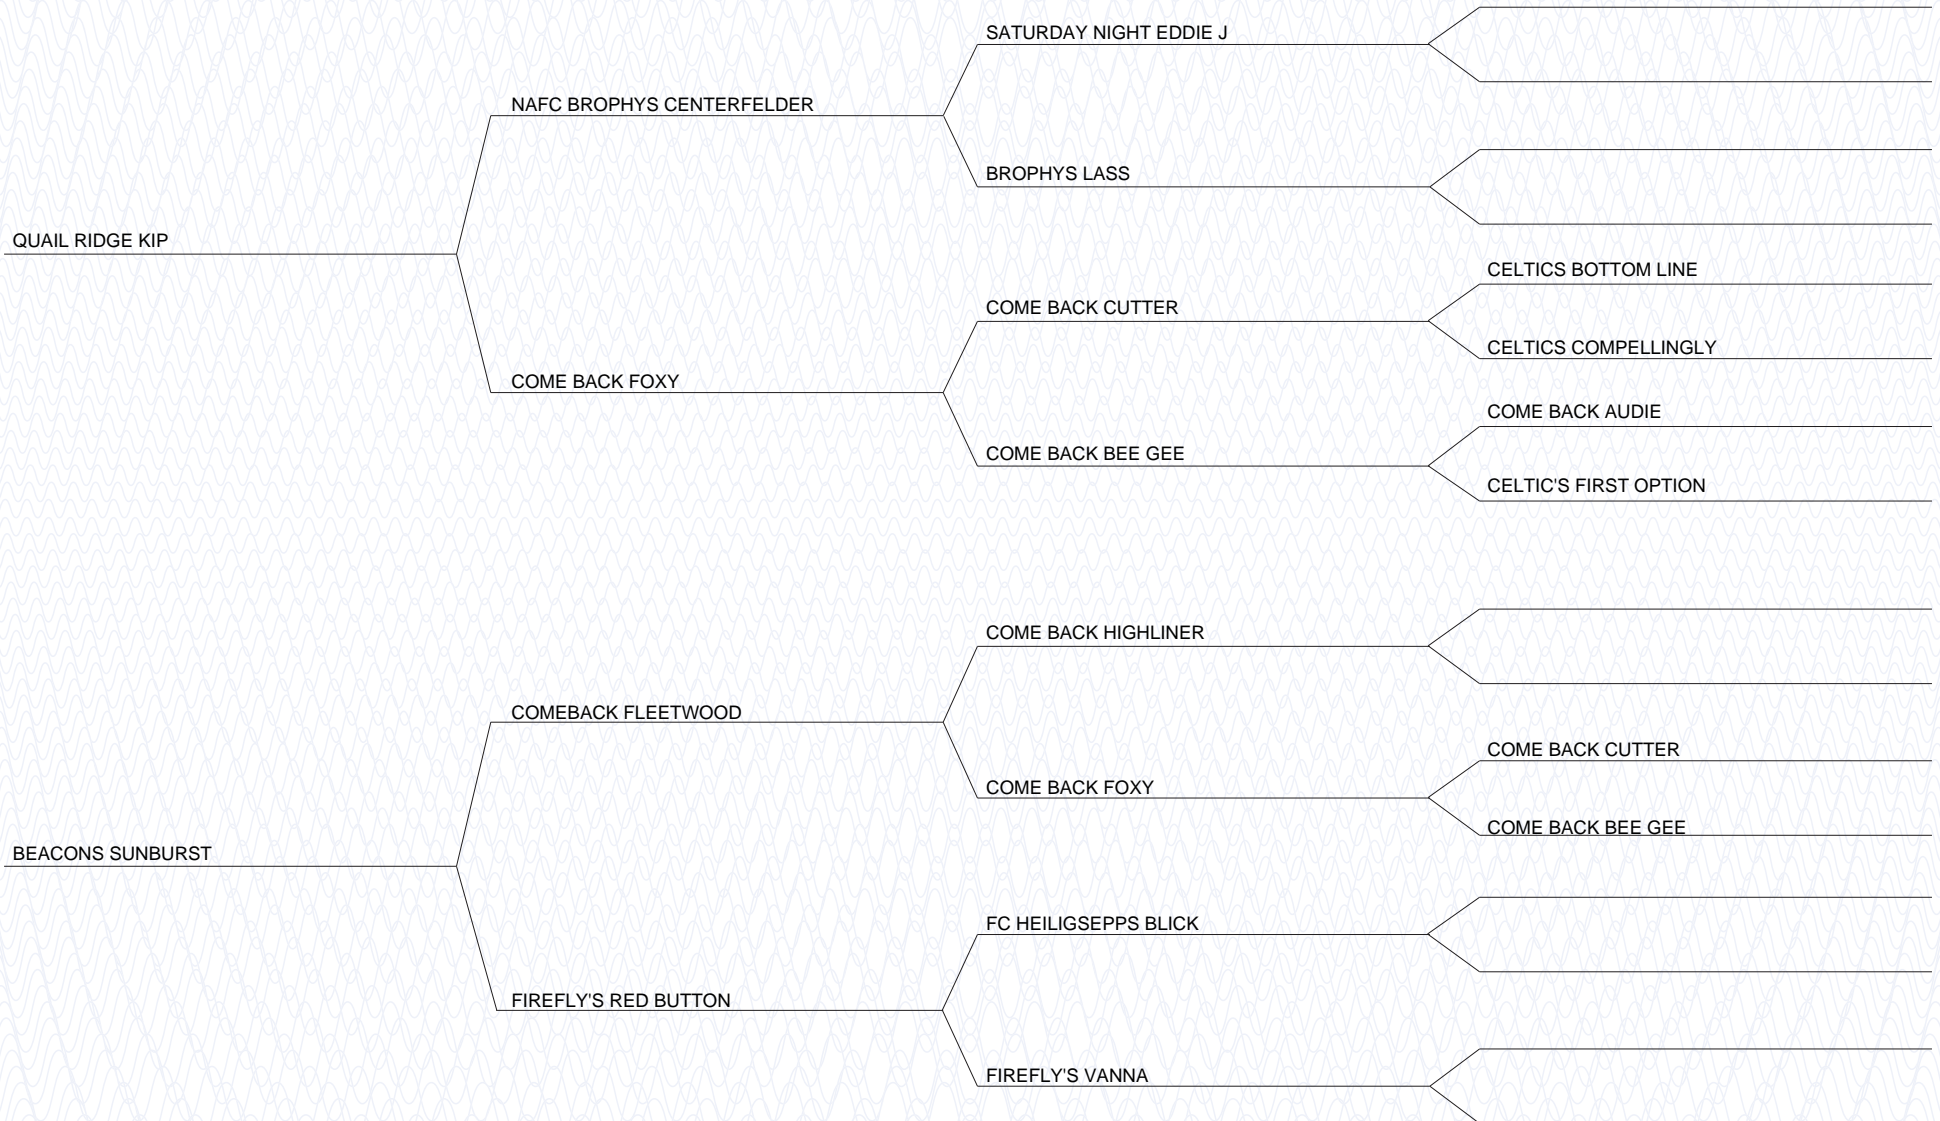 SATURDAY NIGHT EDDIE J
NAFC BROPHYS CENTERFELDER
BROPHYS LASS
QUAIL RIDGE KIP
CELTICS BOTTOM LINE
COME BACK CUTTER
CELTICS COMPELLINGLY
COME BACK FOXY
COME BACK AUDIE
COME BACK BEE GEE
CELTIC'S FIRST OPTION
COME BACK HIGHLINER
COMEBACK FLEETWOOD
COME BACK CUTTER
COME BACK FOXY
COME BACK BEE GEE
BEACONS SUNBURST
FC HEILIGSEPPS BLICK
FIREFLY'S RED BUTTON
FIREFLY'S VANNA